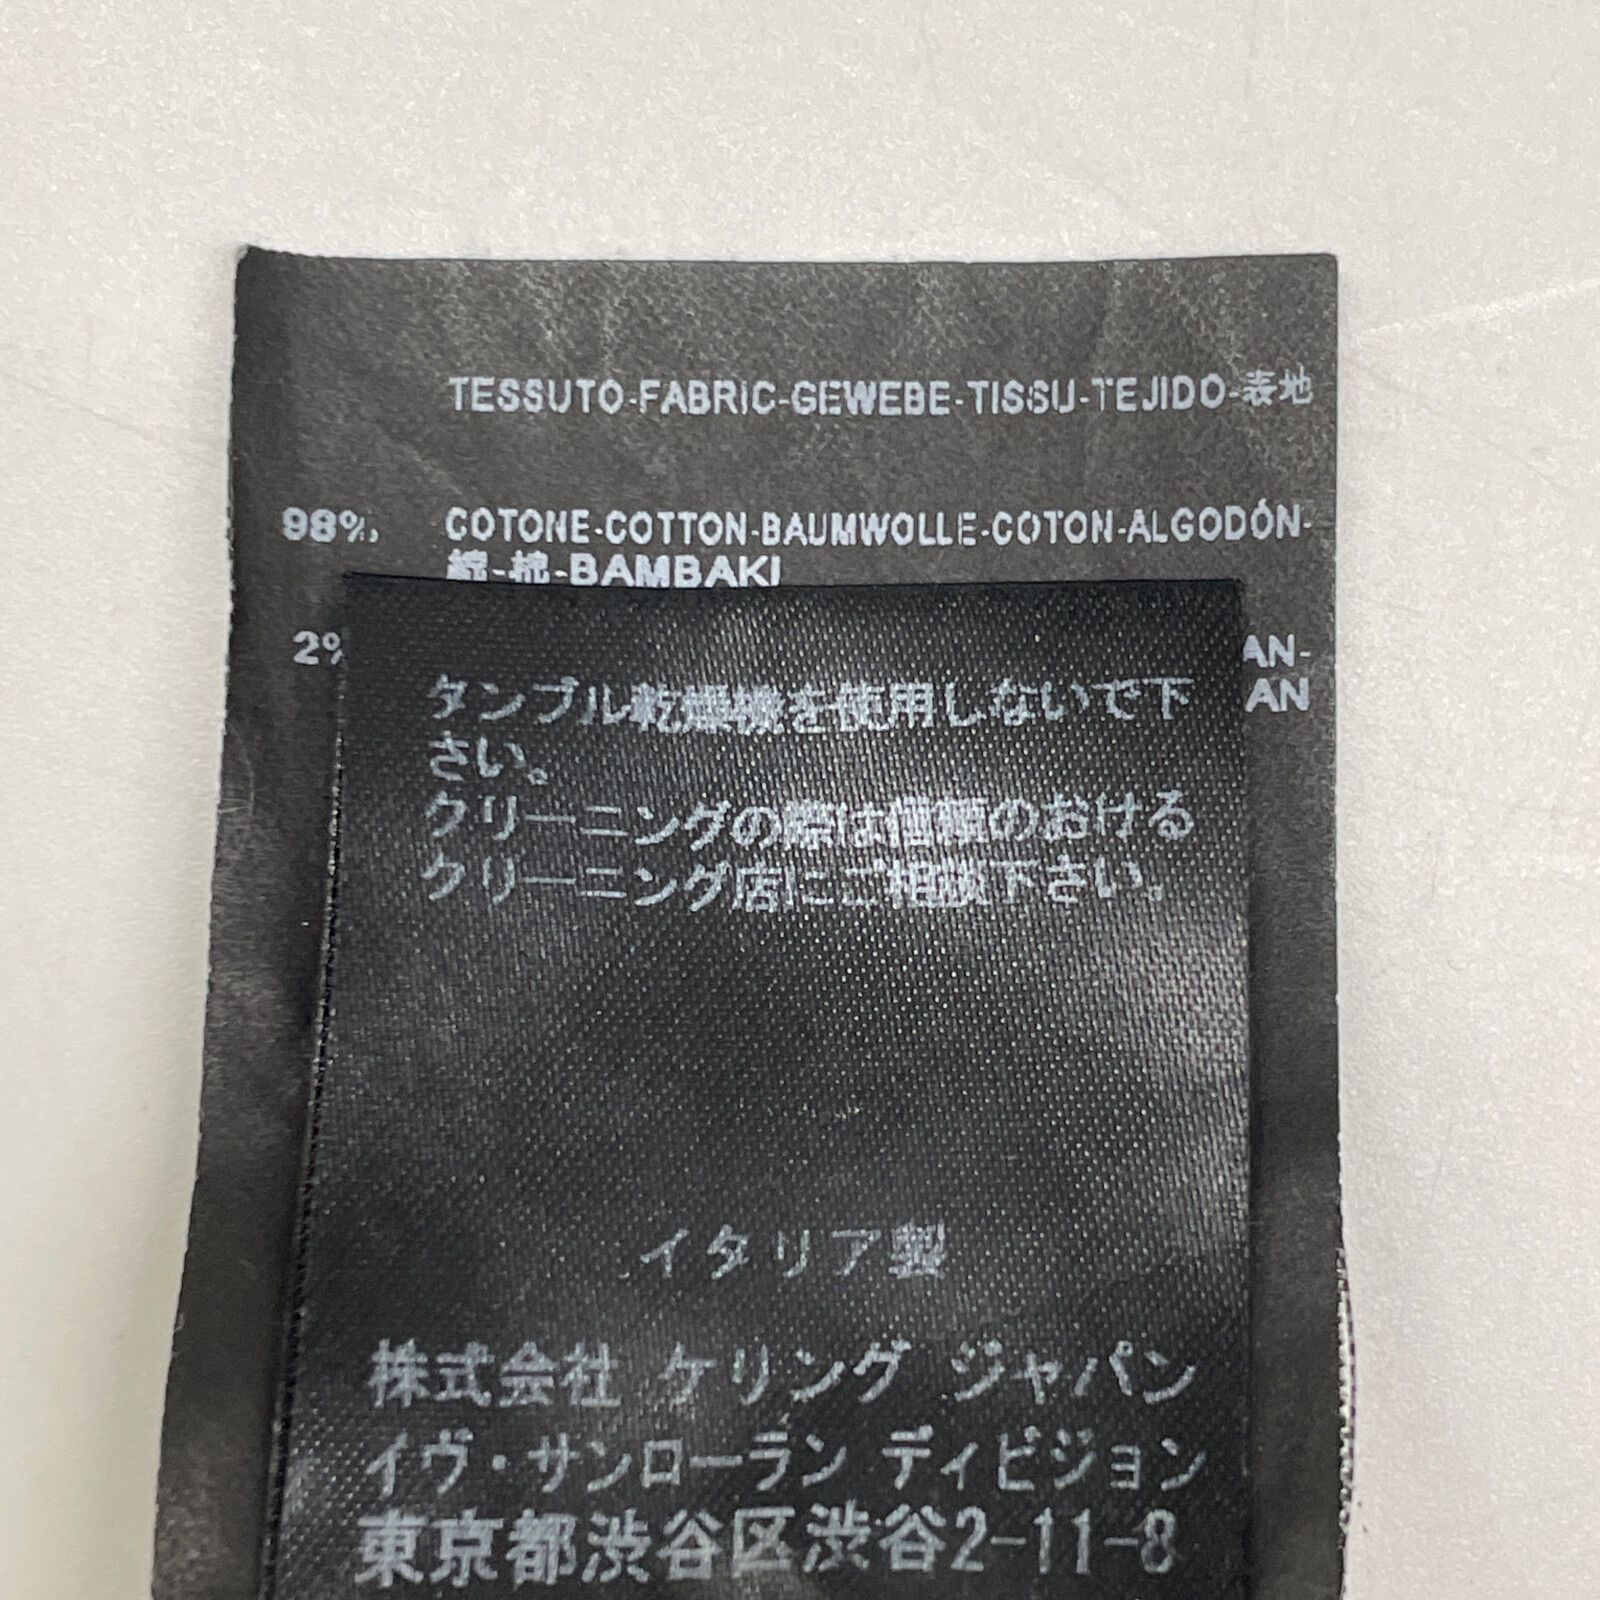 TESSUTO-FABRIC-GEWEBE-TISSU-TEJIDO-表地
98% COTONE-COTTON-BAUMWOLLE-COTON-ALGODÓN-
綿-棉-BAMBAKI
2%
AN-
AN
タンブル乾燥機を使用しないで下
さい。
クリーニングの際は信頼のおける
クリーニング店にご相談下さい。
イタリア製
株式会社 ケリング ジャパン
イヴ・サンローラン ディビジョン
東京都渋谷区渋谷2-11-8